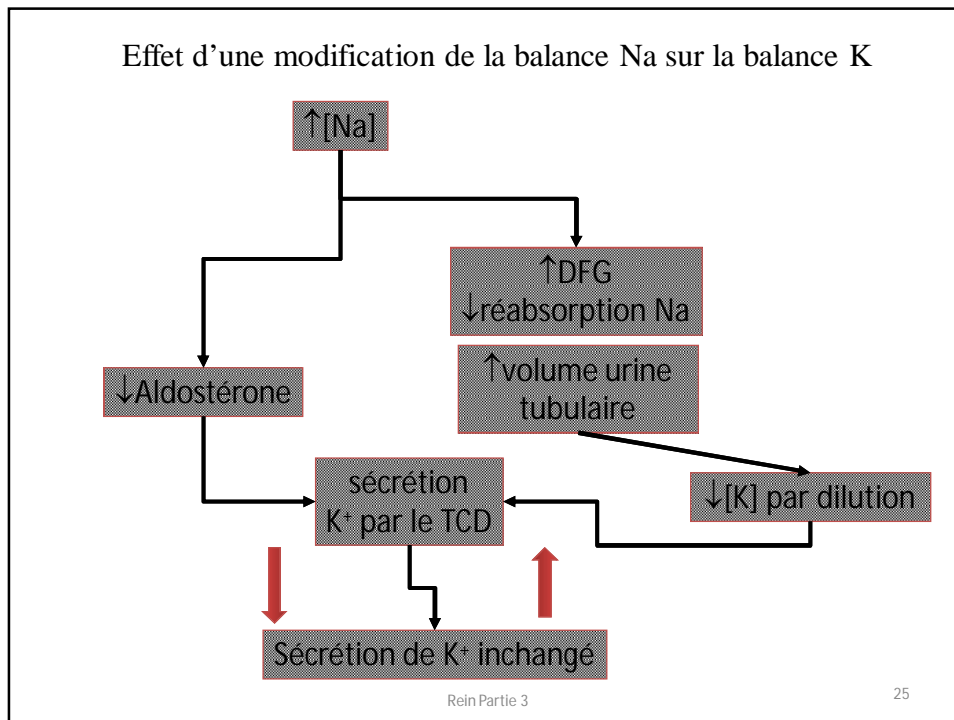 Effet d'une modification de la balance Na sur la balance K
↑[Na]
↑DFG
↓réabsorption Na
↑volume urine
tubulaire
↓Aldostérone
↓[K] par dilution
sécrétion
K⁺ par le TCD
Sécrétion de K⁺ inchangé
Rein Partie 3
25